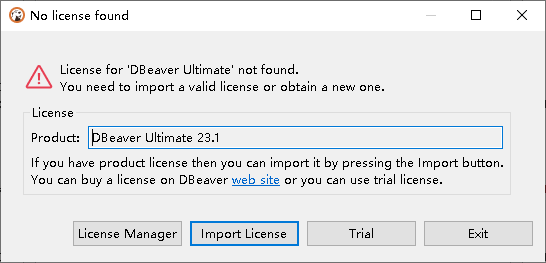 No license found
License for 'DBeaver Ultimate' not found.
You need to import a valid license or obtain a new one.
License
Product: DBeaver Ultimate 23.1
If you have product license then you can import it by pressing the Import button.
You can buy a license on DBeaver web site or you can use trial license.
License Manager Import License Trial Exit